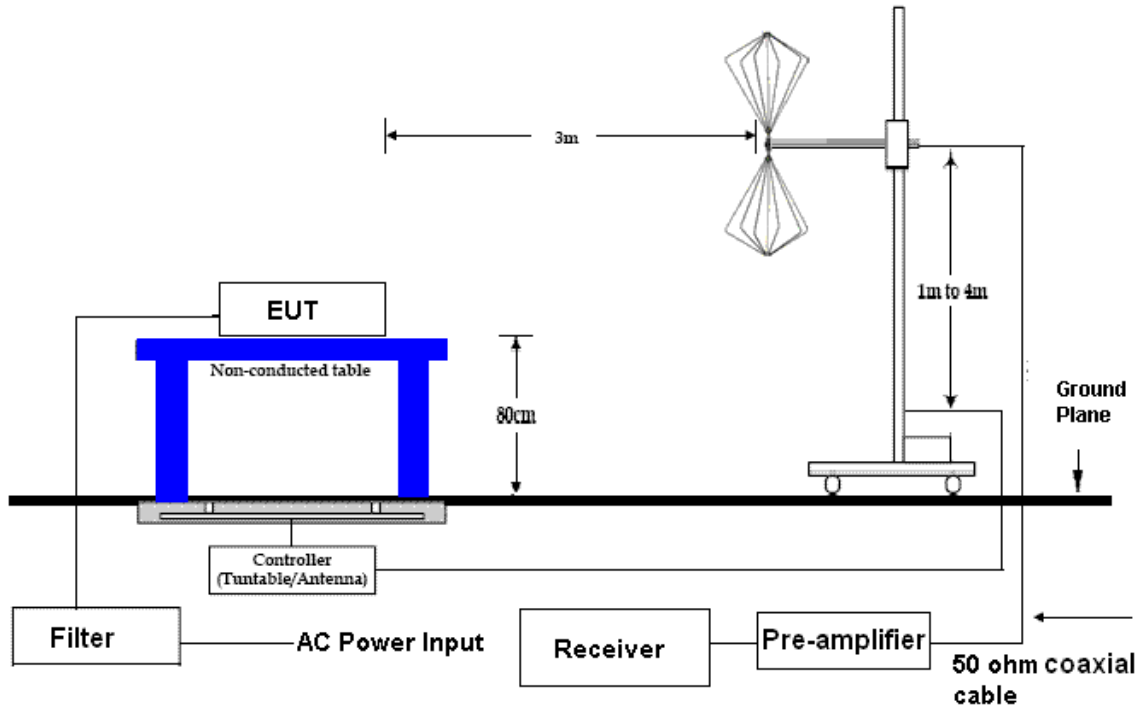 3m
EUT
1m to 4m
Non-conducted table
80cm
Ground
Plane
Controller
(Tuntable/Antenna)
Filter
AC Power Input
Receiver
Pre-amplifier
50 ohm coaxial
cable